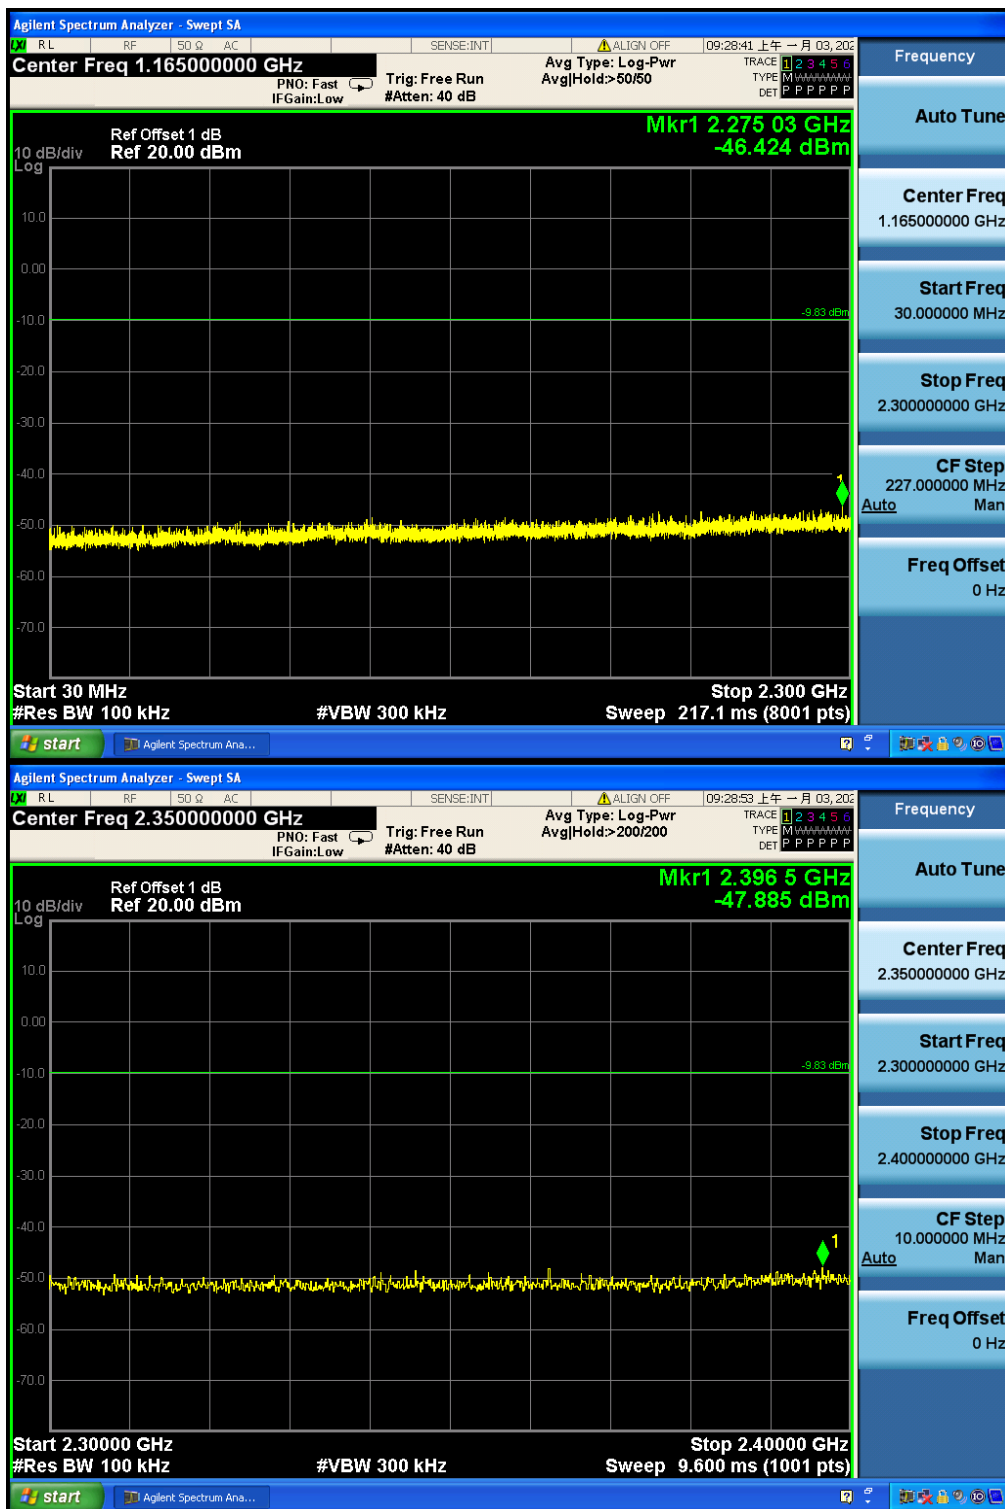 Agilent Spectrum Analyzer - Swept SA
LXI RL RF 50 Ω AC SENSE:INT ALIGN OFF 09:28:41 上午 一月 03, 202
Center Freq 1.165000000 GHz
PNO: Fast
IFGain:Low
Trig: Free Run
#Atten: 40 dB
Avg Type: Log-Pwr
Avg|Hold:>50/50
TRACE 1 2 3 4 5 6
TYPE M WWWWW
DET P P P P P P
Mkr1 2.275 03 GHz
-46.424 dBm
Ref Offset 1 dB
10 dB/div Ref 20.00 dBm
Log
10.0
0.00
-9.83 dBm
-10.0
-20.0
-30.0
-40.0
1
-50.0
-60.0
-70.0
Start 30 MHz Stop 2.300 GHz
#Res BW 100 kHz #VBW 300 kHz Sweep 217.1 ms (8001 pts)
Frequency
Auto Tune
Center Freq
1.165000000 GHz
Start Freq
30.000000 MHz
Stop Freq
2.300000000 GHz
CF Step
227.000000 MHz
Auto Man
Freq Offset
0 Hz
start Agilent Spectrum Ana...
Agilent Spectrum Analyzer - Swept SA
LXI RL RF 50 Ω AC SENSE:INT ALIGN OFF 09:28:53 上午 一月 03, 202
Center Freq 2.350000000 GHz
PNO: Fast
IFGain:Low
Trig: Free Run
#Atten: 40 dB
Avg Type: Log-Pwr
Avg|Hold:>200/200
TRACE 1 2 3 4 5 6
TYPE M WWWWW
DET P P P P P P
Mkr1 2.396 5 GHz
-47.885 dBm
Ref Offset 1 dB
10 dB/div Ref 20.00 dBm
Log
10.0
0.00
-9.83 dBm
-10.0
-20.0
-30.0
-40.0
1
-50.0
-60.0
-70.0
Start 2.30000 GHz Stop 2.40000 GHz
#Res BW 100 kHz #VBW 300 kHz Sweep 9.600 ms (1001 pts)
Frequency
Auto Tune
Center Freq
2.350000000 GHz
Start Freq
2.300000000 GHz
Stop Freq
2.400000000 GHz
CF Step
10.000000 MHz
Auto Man
Freq Offset
0 Hz
start Agilent Spectrum Ana...